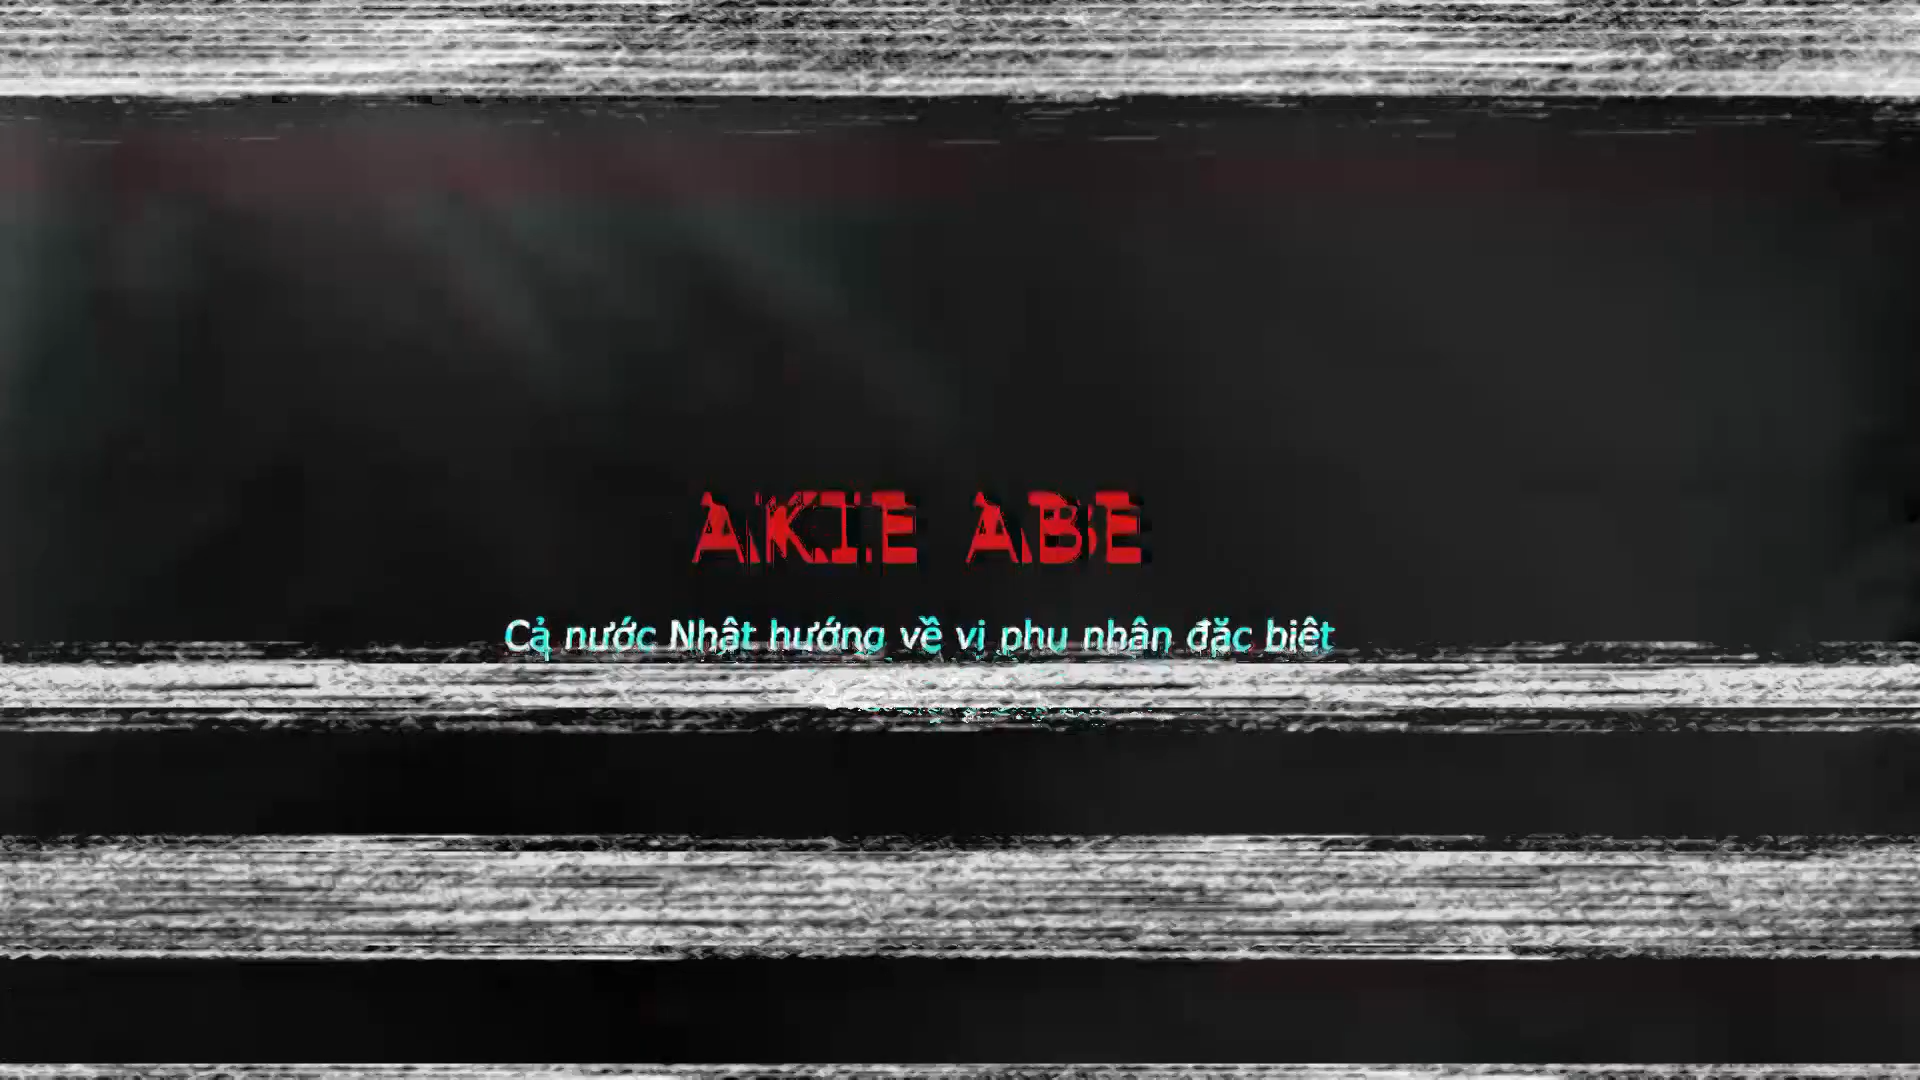 AKIE ABE
Cả nước Nhật hướng về vị phu nhân đặc biệt